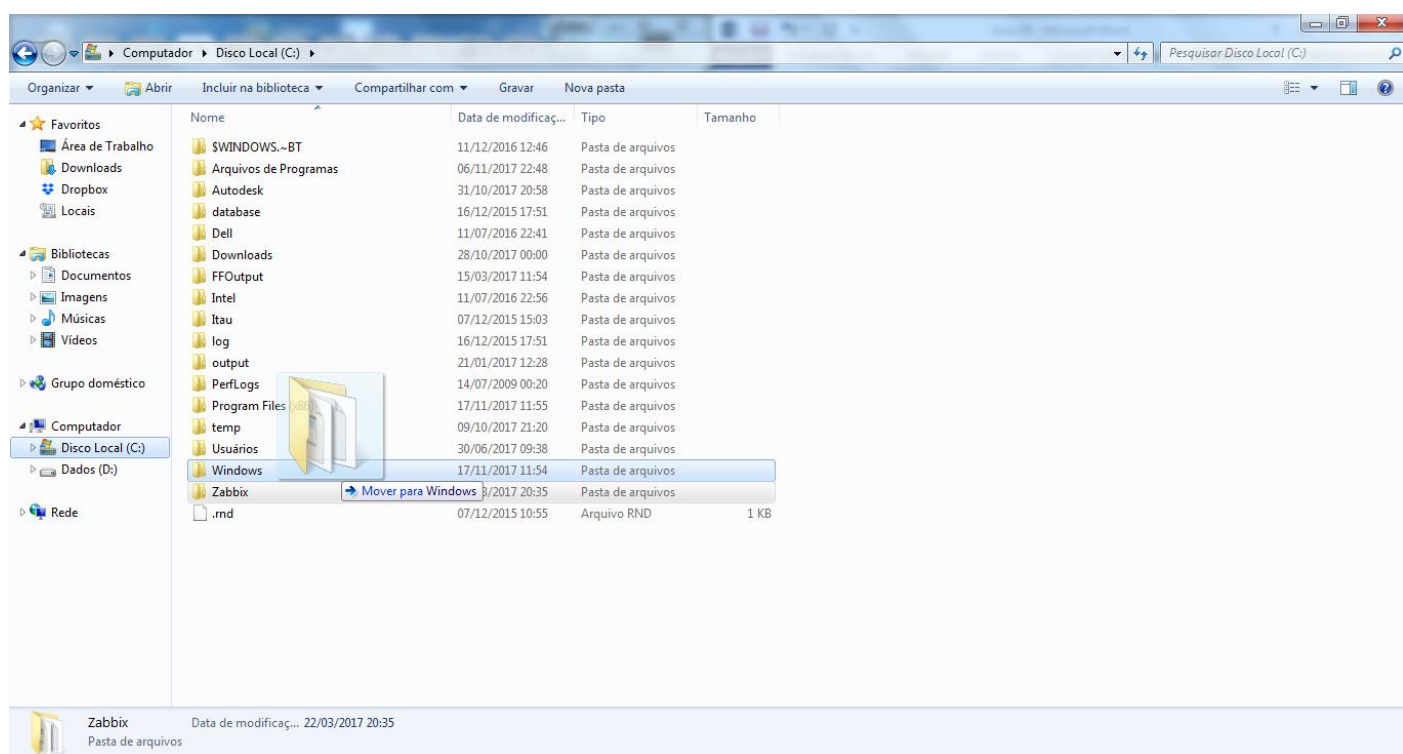 Computador ▸ Disco Local (C:) ▸ Pesquisar Disco Local (C:)
Organizar Abrir Incluir na biblioteca Compartilhar com Gravar Nova pasta
Favoritos
Área de Trabalho
Downloads
Dropbox
Locais
Bibliotecas
Documentos
Imagens
Músicas
Vídeos
Grupo doméstico
Computador
Disco Local (C:)
Dados (D:)
Rede
Nome Data de modificaç... Tipo Tamanho
$WINDOWS.~BT 11/12/2016 12:46 Pasta de arquivos
Arquivos de Programas 06/11/2017 22:48 Pasta de arquivos
Autodesk 31/10/2017 20:58 Pasta de arquivos
database 16/12/2015 17:51 Pasta de arquivos
Dell 11/07/2016 22:41 Pasta de arquivos
Downloads 28/10/2017 00:00 Pasta de arquivos
FFOutput 15/03/2017 11:54 Pasta de arquivos
Intel 11/07/2016 22:56 Pasta de arquivos
Itau 07/12/2015 15:03 Pasta de arquivos
log 16/12/2015 17:51 Pasta de arquivos
output 21/01/2017 12:28 Pasta de arquivos
PerfLogs 14/07/2009 00:20 Pasta de arquivos
Program Files (x86) 17/11/2017 11:55 Pasta de arquivos
temp 09/10/2017 21:20 Pasta de arquivos
Usuários 30/06/2017 09:38 Pasta de arquivos
Windows 17/11/2017 11:54 Pasta de arquivos
Zabbix Mover para Windows 3/2017 20:35 Pasta de arquivos
.rnd 07/12/2015 10:55 Arquivo RND 1 KB
Zabbix Data de modificaç... 22/03/2017 20:35
Pasta de arquivos